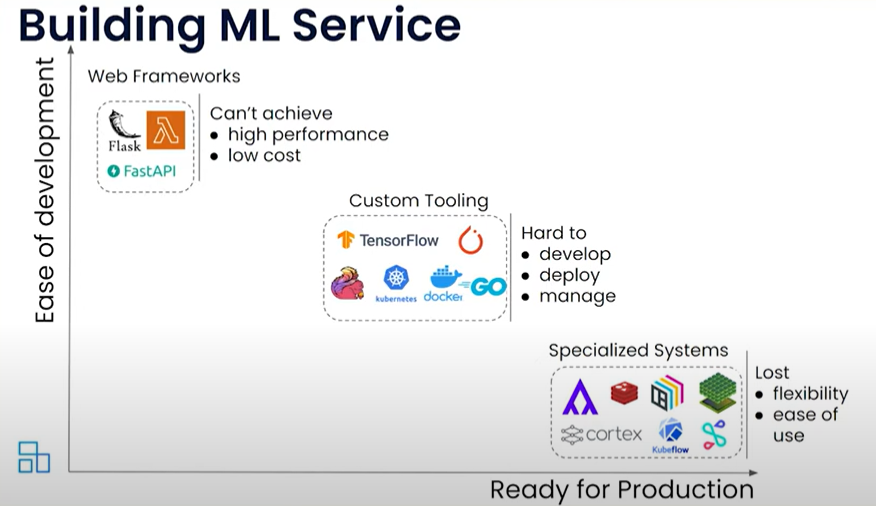 Building ML Service
Ease of development
Web Frameworks
Flask
FastAPI
Can't achieve
● high performance
● low cost
Custom Tooling
TensorFlow
kubernetes
docker
GO
Hard to
● develop
● deploy
● manage
Specialized Systems
cortex
Kubeflow
Lost
● flexibility
● ease of
use
Ready for Production